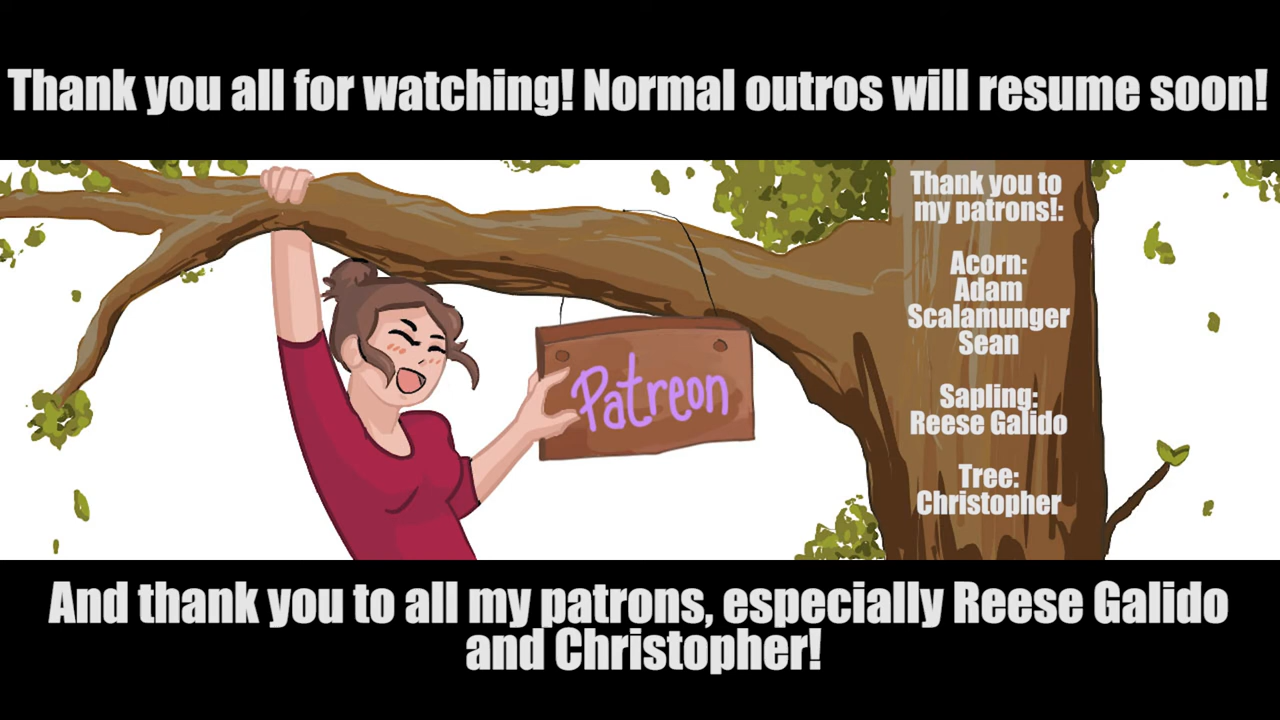 Thank you all for watching! Normal outros will resume soon!
Thank you to
my patrons!:
Acorn:
Adam
Scalamunger
Sean
Sapling:
Reese Galido
Tree:
Christopher
Patreon
And thank you to all my patrons, especially Reese Galido
and Christopher!